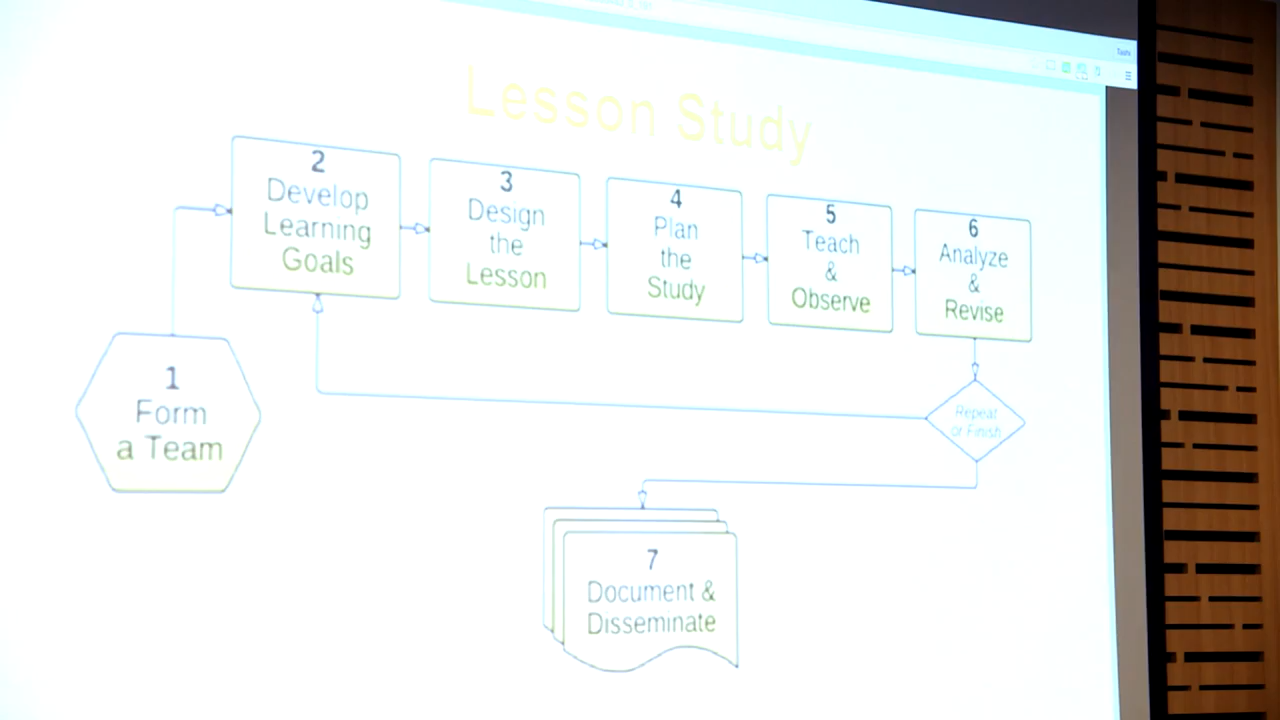 Lesson Study
1
Form
a Team
2
Develop
Learning
Goals
3
Design
the
Lesson
4
Plan
the
Study
5
Teach
&
Observe
6
Analyze
&
Revise
Repeat
or Finish
7
Document &
Disseminate